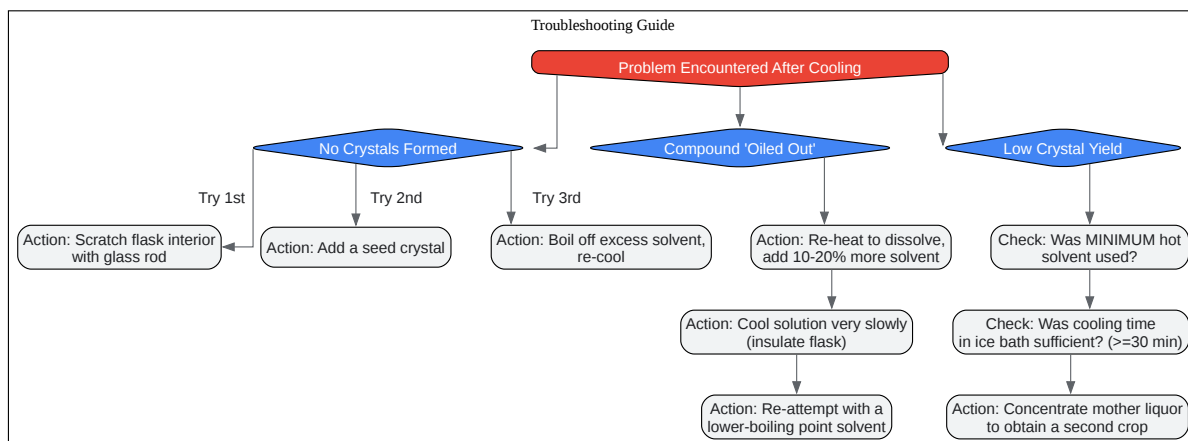 Troubleshooting Guide
Problem Encountered After Cooling
No Crystals Formed
Compound 'Oiled Out'
Low Crystal Yield
Try 1st
Try 2nd
Try 3rd
Action: Scratch flask interior
with glass rod
Action: Add a seed crystal
Action: Boil off excess solvent,
re-cool
Action: Re-heat to dissolve,
add 10-20% more solvent
Check: Was MINIMUM hot
solvent used?
Action: Cool solution very slowly
(insulate flask)
Check: Was cooling time
in ice bath sufficient? (>=30 min)
Action: Re-attempt with a
lower-boiling point solvent
Action: Concentrate mother liquor
to obtain a second crop